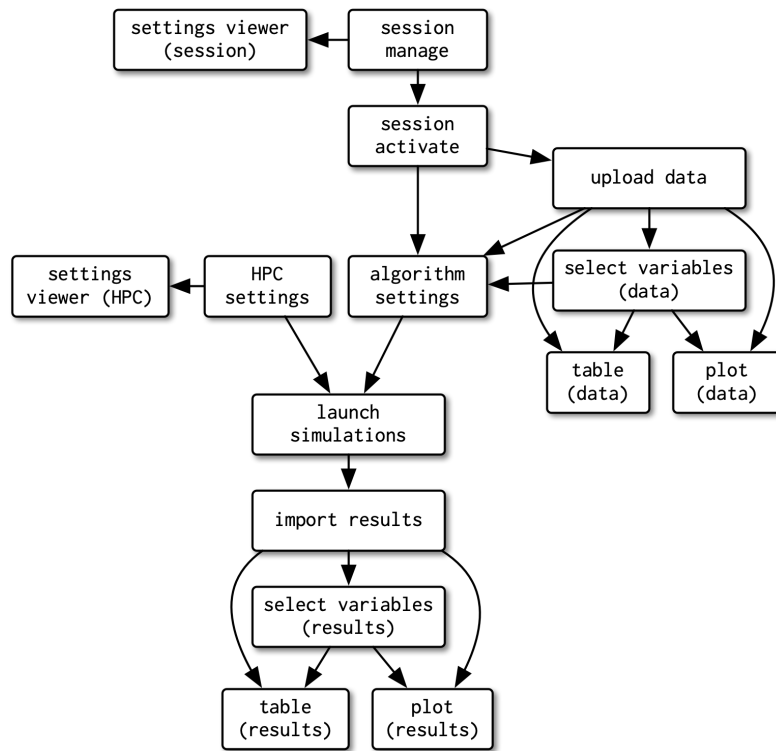 settings viewer
(session)
session
manage
session
activate
upload data
settings
viewer (HPC)
HPC
settings
algorithm
settings
select variables
(data)
table
(data)
plot
(data)
launch
simulations
import results
select variables
(results)
table
(results)
plot
(results)